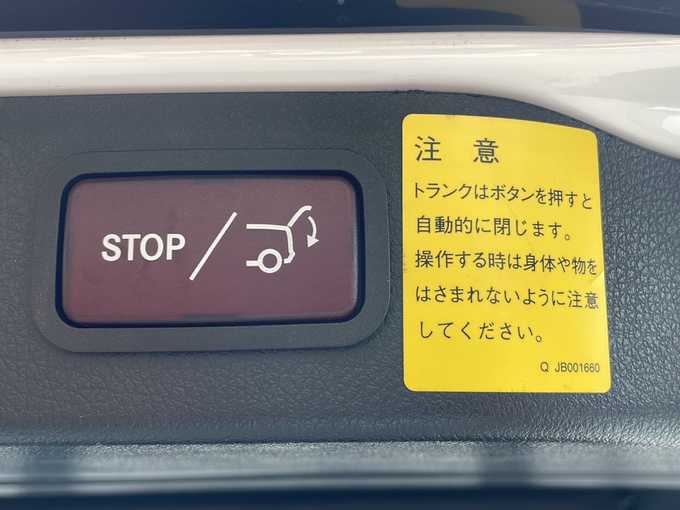 STOP/
注意
トランクはボタンを押すと
自動的に閉じます。
操作する時は身体や物を
はさまれないように注意
してください。
Q JB001660